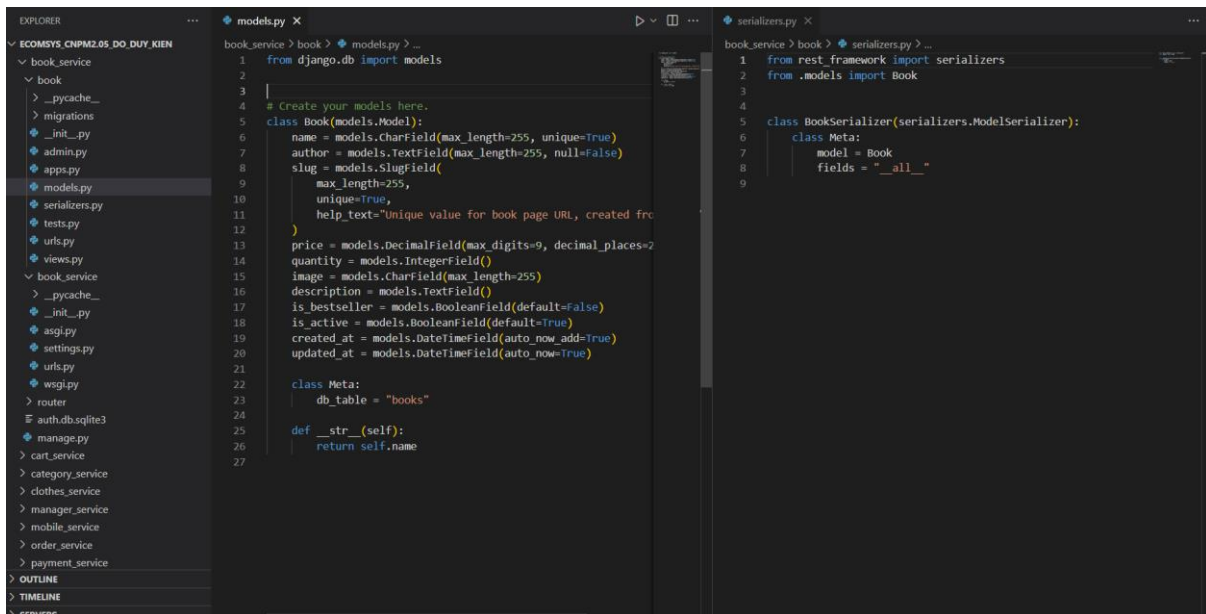 EXPLORER
ECOMSYS_CNPM2.05_DO_DUY_KIEN
book_service
book
__pycache__
migrations
__init__.py
admin.py
apps.py
models.py
serializers.py
tests.py
urls.py
views.py
book_service
__pycache__
__init__.py
asgi.py
settings.py
urls.py
wsgi.py
router
auth.db.sqlite3
manage.py
cart_service
category_service
clothes_service
manager_service
mobile_service
order_service
payment_service
OUTLINE
TIMELINE
models.py
book_service > book > models.py > ...
1 from django.db import models
2
3
4 # Create your models here.
5 class Book(models.Model):
6 name = models.CharField(max_length=255, unique=True)
7 author = models.TextField(max_length=255, null=False)
8 slug = models.SlugField(
9 max_length=255,
10 unique=True,
11 help_text="Unique value for book page URL, created fro
12 )
13 price = models.DecimalField(max_digits=9, decimal_places=2
14 quantity = models.IntegerField()
15 image = models.CharField(max_length=255)
16 description = models.TextField()
17 is_bestseller = models.BooleanField(default=False)
18 is_active = models.BooleanField(default=True)
19 created_at = models.DateTimeField(auto_now_add=True)
20 updated_at = models.DateTimeField(auto_now=True)
21
22 class Meta:
23 db_table = "books"
24
25 def __str__(self):
26 return self.name
27
serializers.py
book_service > book > serializers.py > ...
1 from rest_framework import serializers
2 from .models import Book
3
4
5 class BookSerializer(serializers.ModelSerializer):
6 class Meta:
7 model = Book
8 fields = "__all__"
9